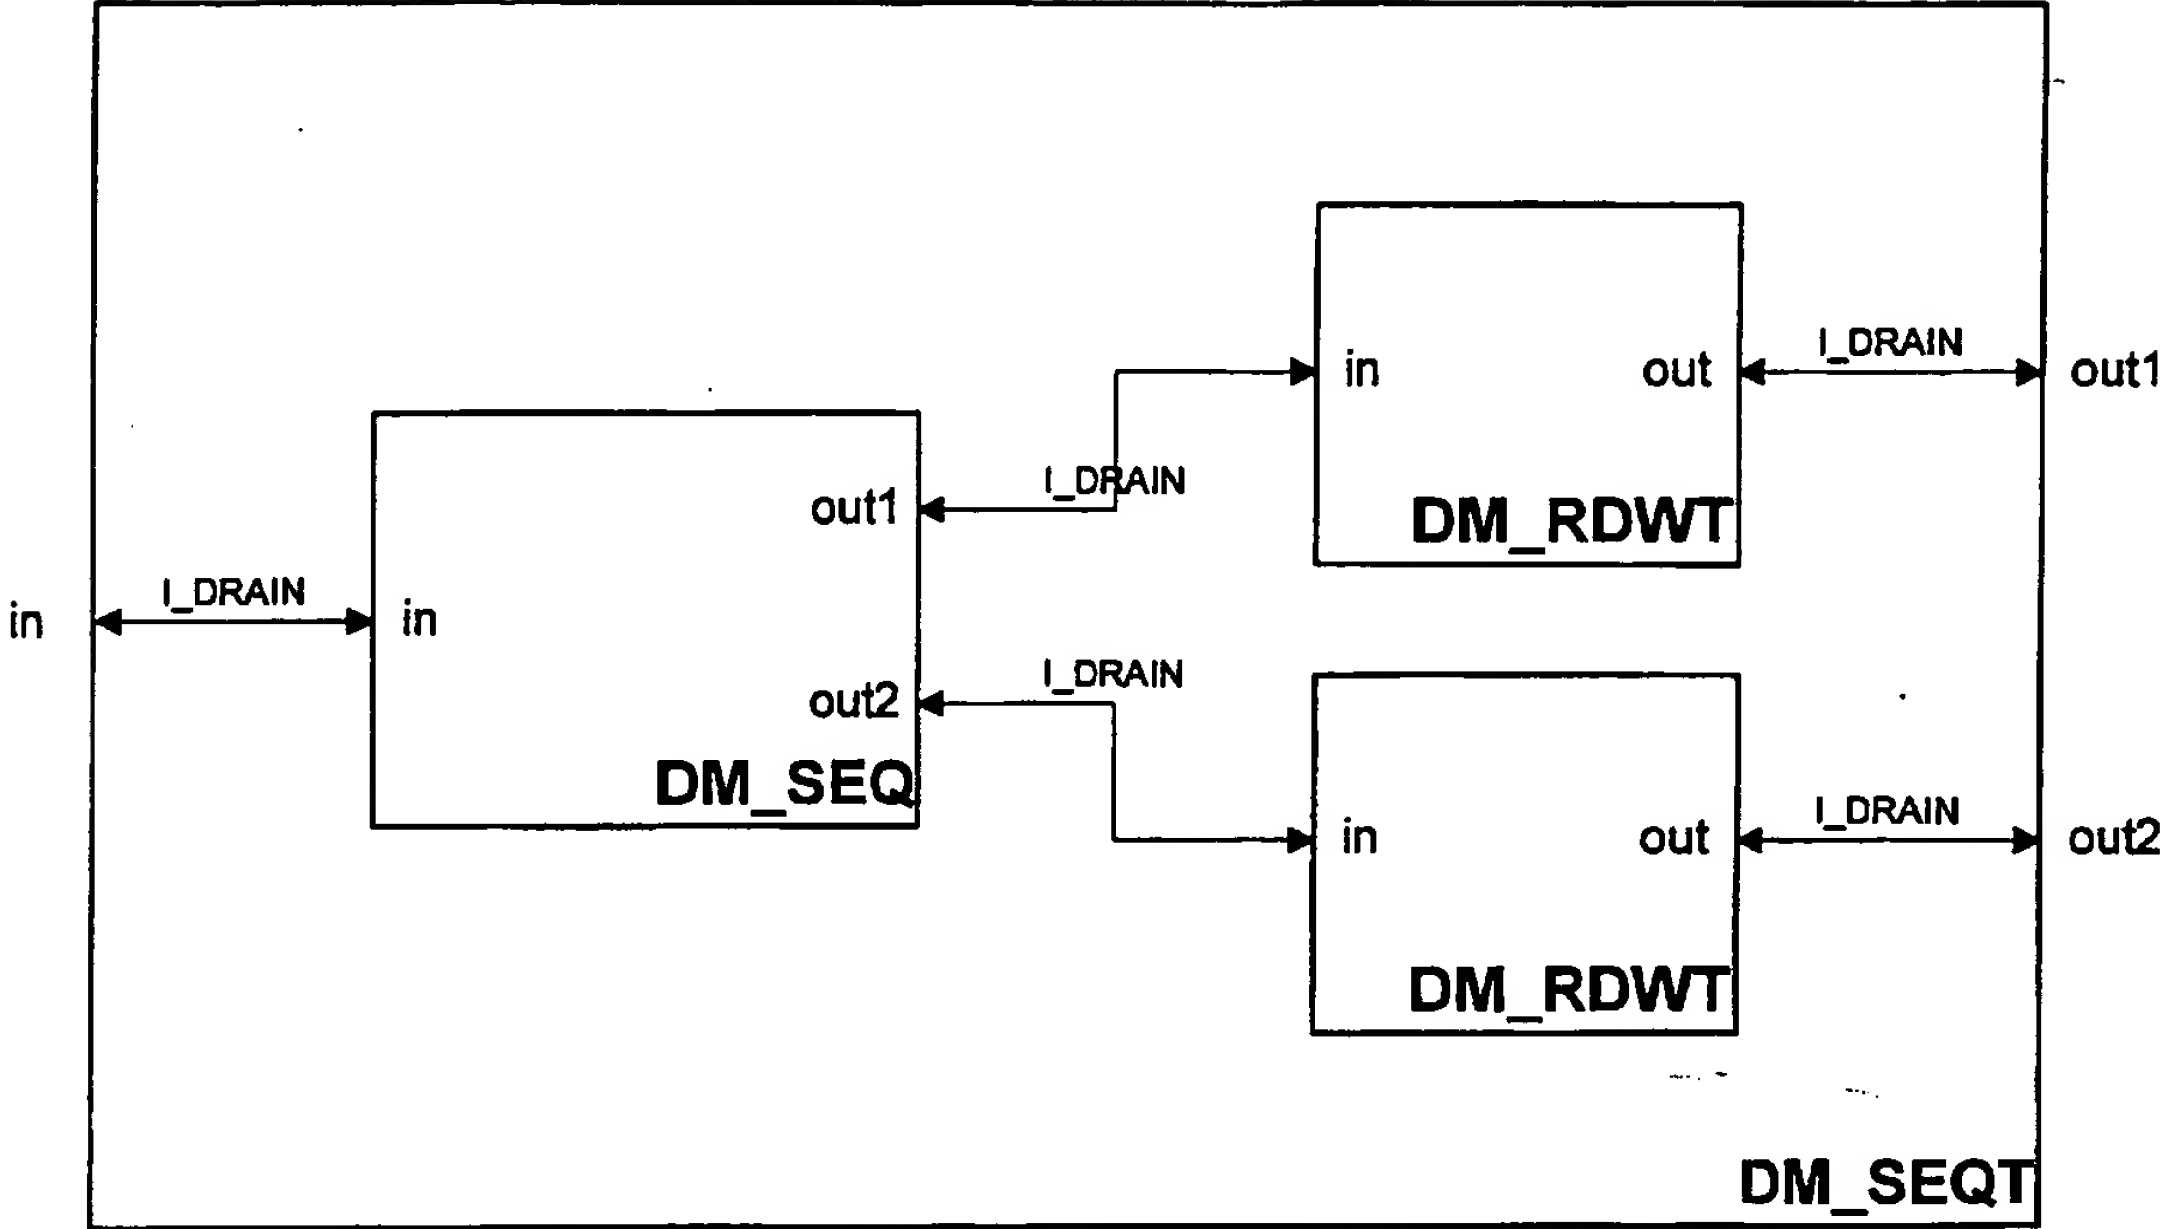 in
I_DRAIN
in
out1
out2
DM_SEQ
I_DRAIN
I_DRAIN
in
out
DM_RDWT
I_DRAIN
out1
in
out
DM_RDWT
I_DRAIN
out2
DM_SEQT